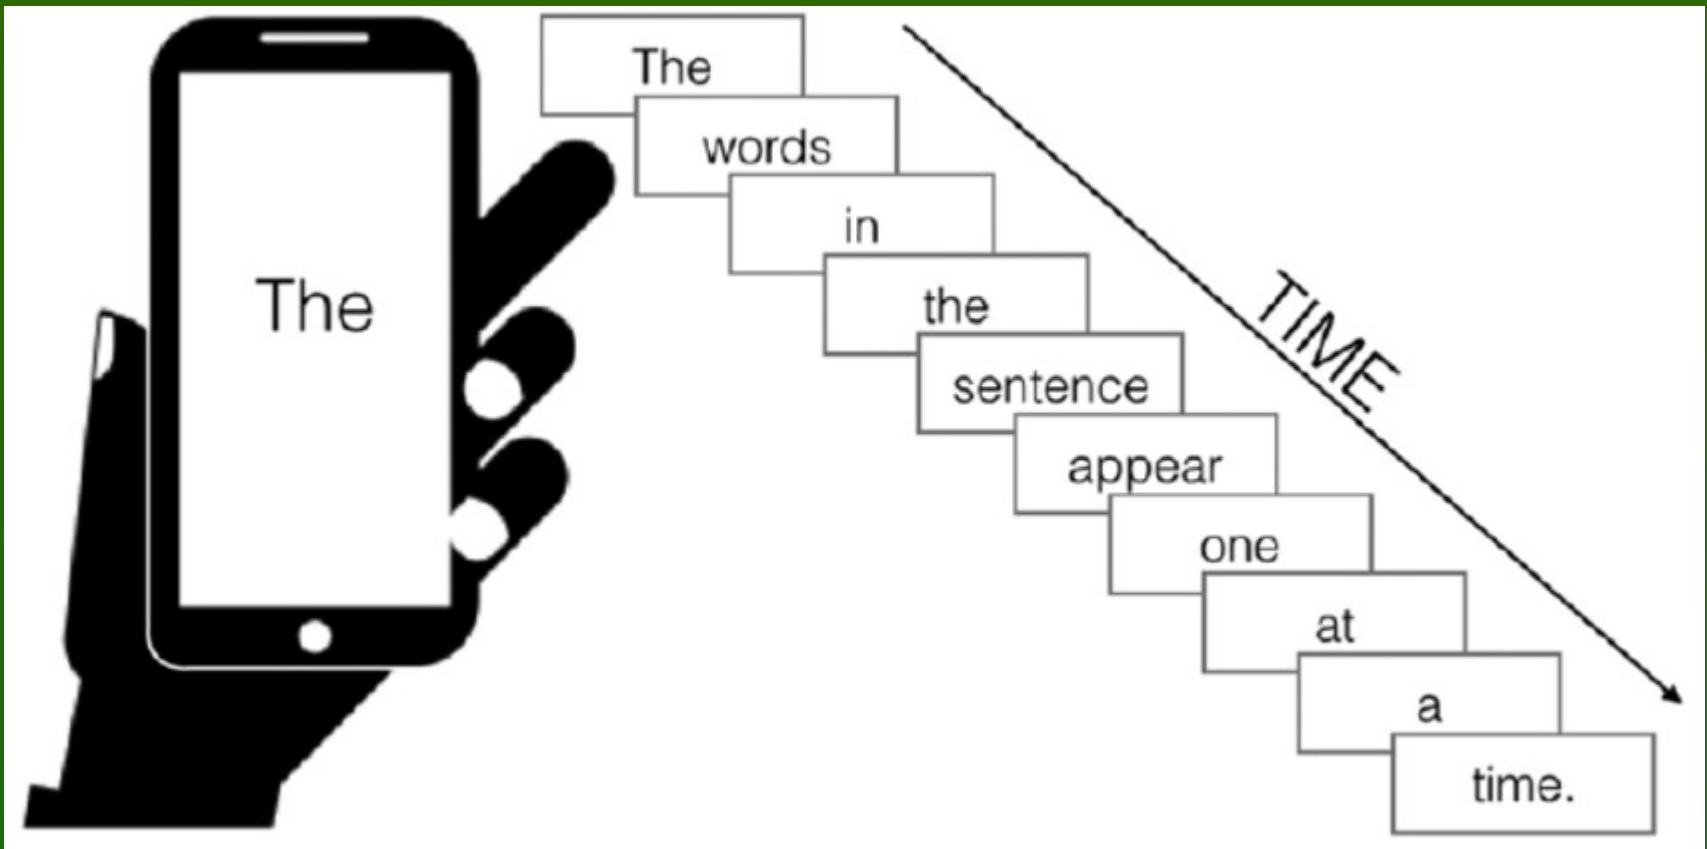 The
The
words
in
the
sentence
appear
one
at
a
time.
TIME